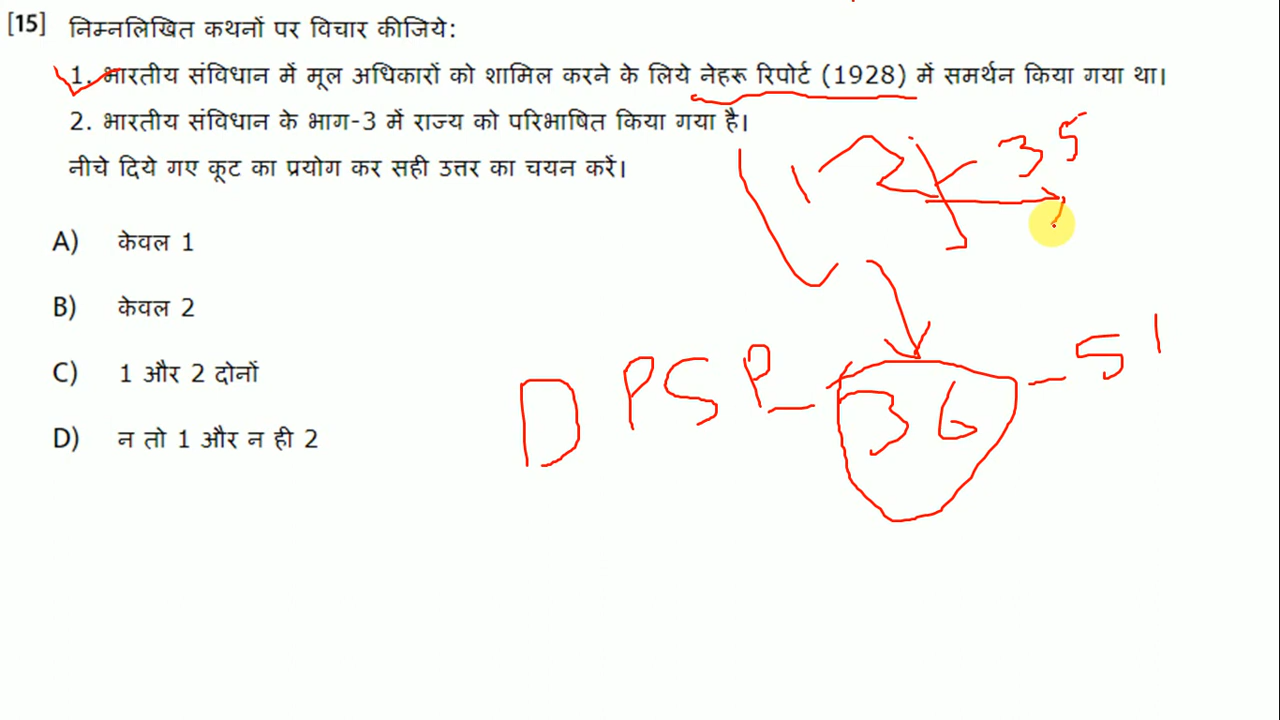 [15] निम्नलिखित कथनों पर विचार कीजिये:
1. भारतीय संविधान में मूल अधिकारों को शामिल करने के लिये नेहरू रिपोर्ट (1928) में समर्थन किया गया था।
2. भारतीय संविधान के भाग-3 में राज्य को परिभाषित किया गया है।
नीचे दिये गए कूट का प्रयोग कर सही उत्तर का चयन करें।
12 - 35
A) केवल 1
B) केवल 2
DPSP - 36 - 51
C) 1 और 2 दोनों
D) न तो 1 और न ही 2